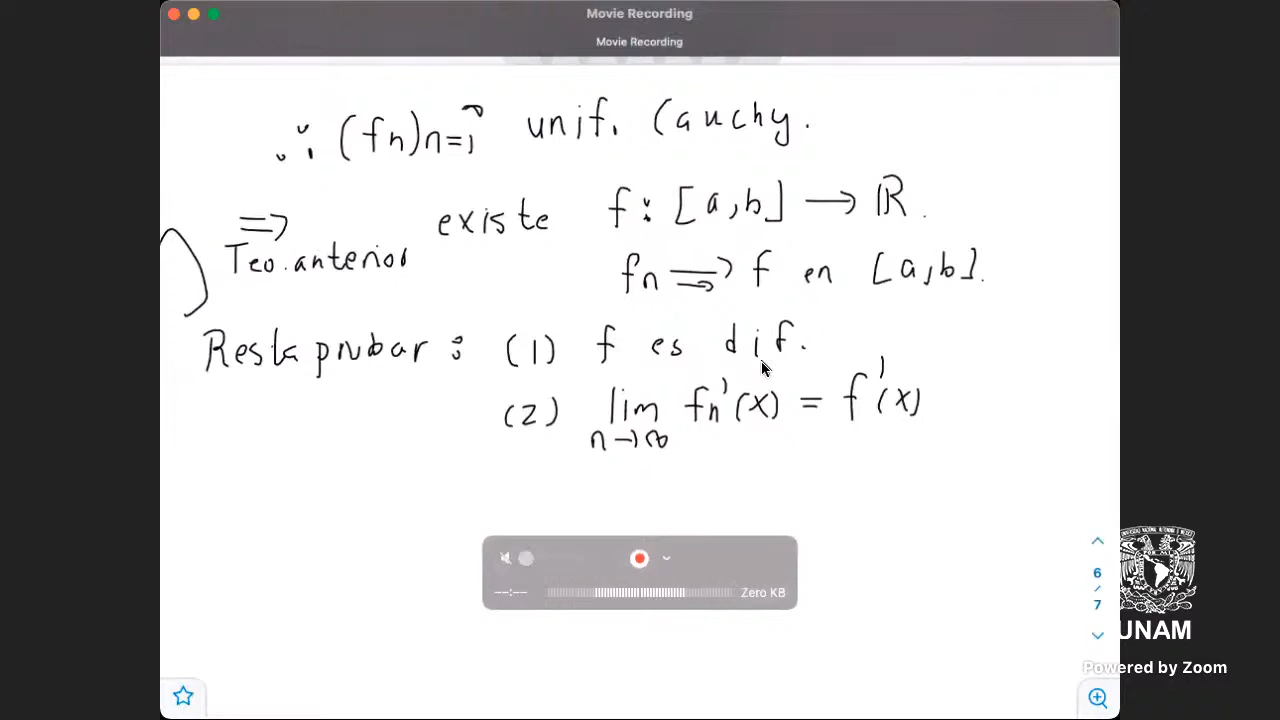 Movie Recording
Movie Recording
∴ (fn)n=1^∞ unif. Cauchy.
⇒ existe f: [a,b] → ℝ.
Teo. anterior
fn ⇉ f en [a,b].
Resta probar: (1) f es dif.
(2) lim fn'(x) = f'(x)
n→∞
--:-- Zero KB
6
7
UNAM
Powered by Zoom